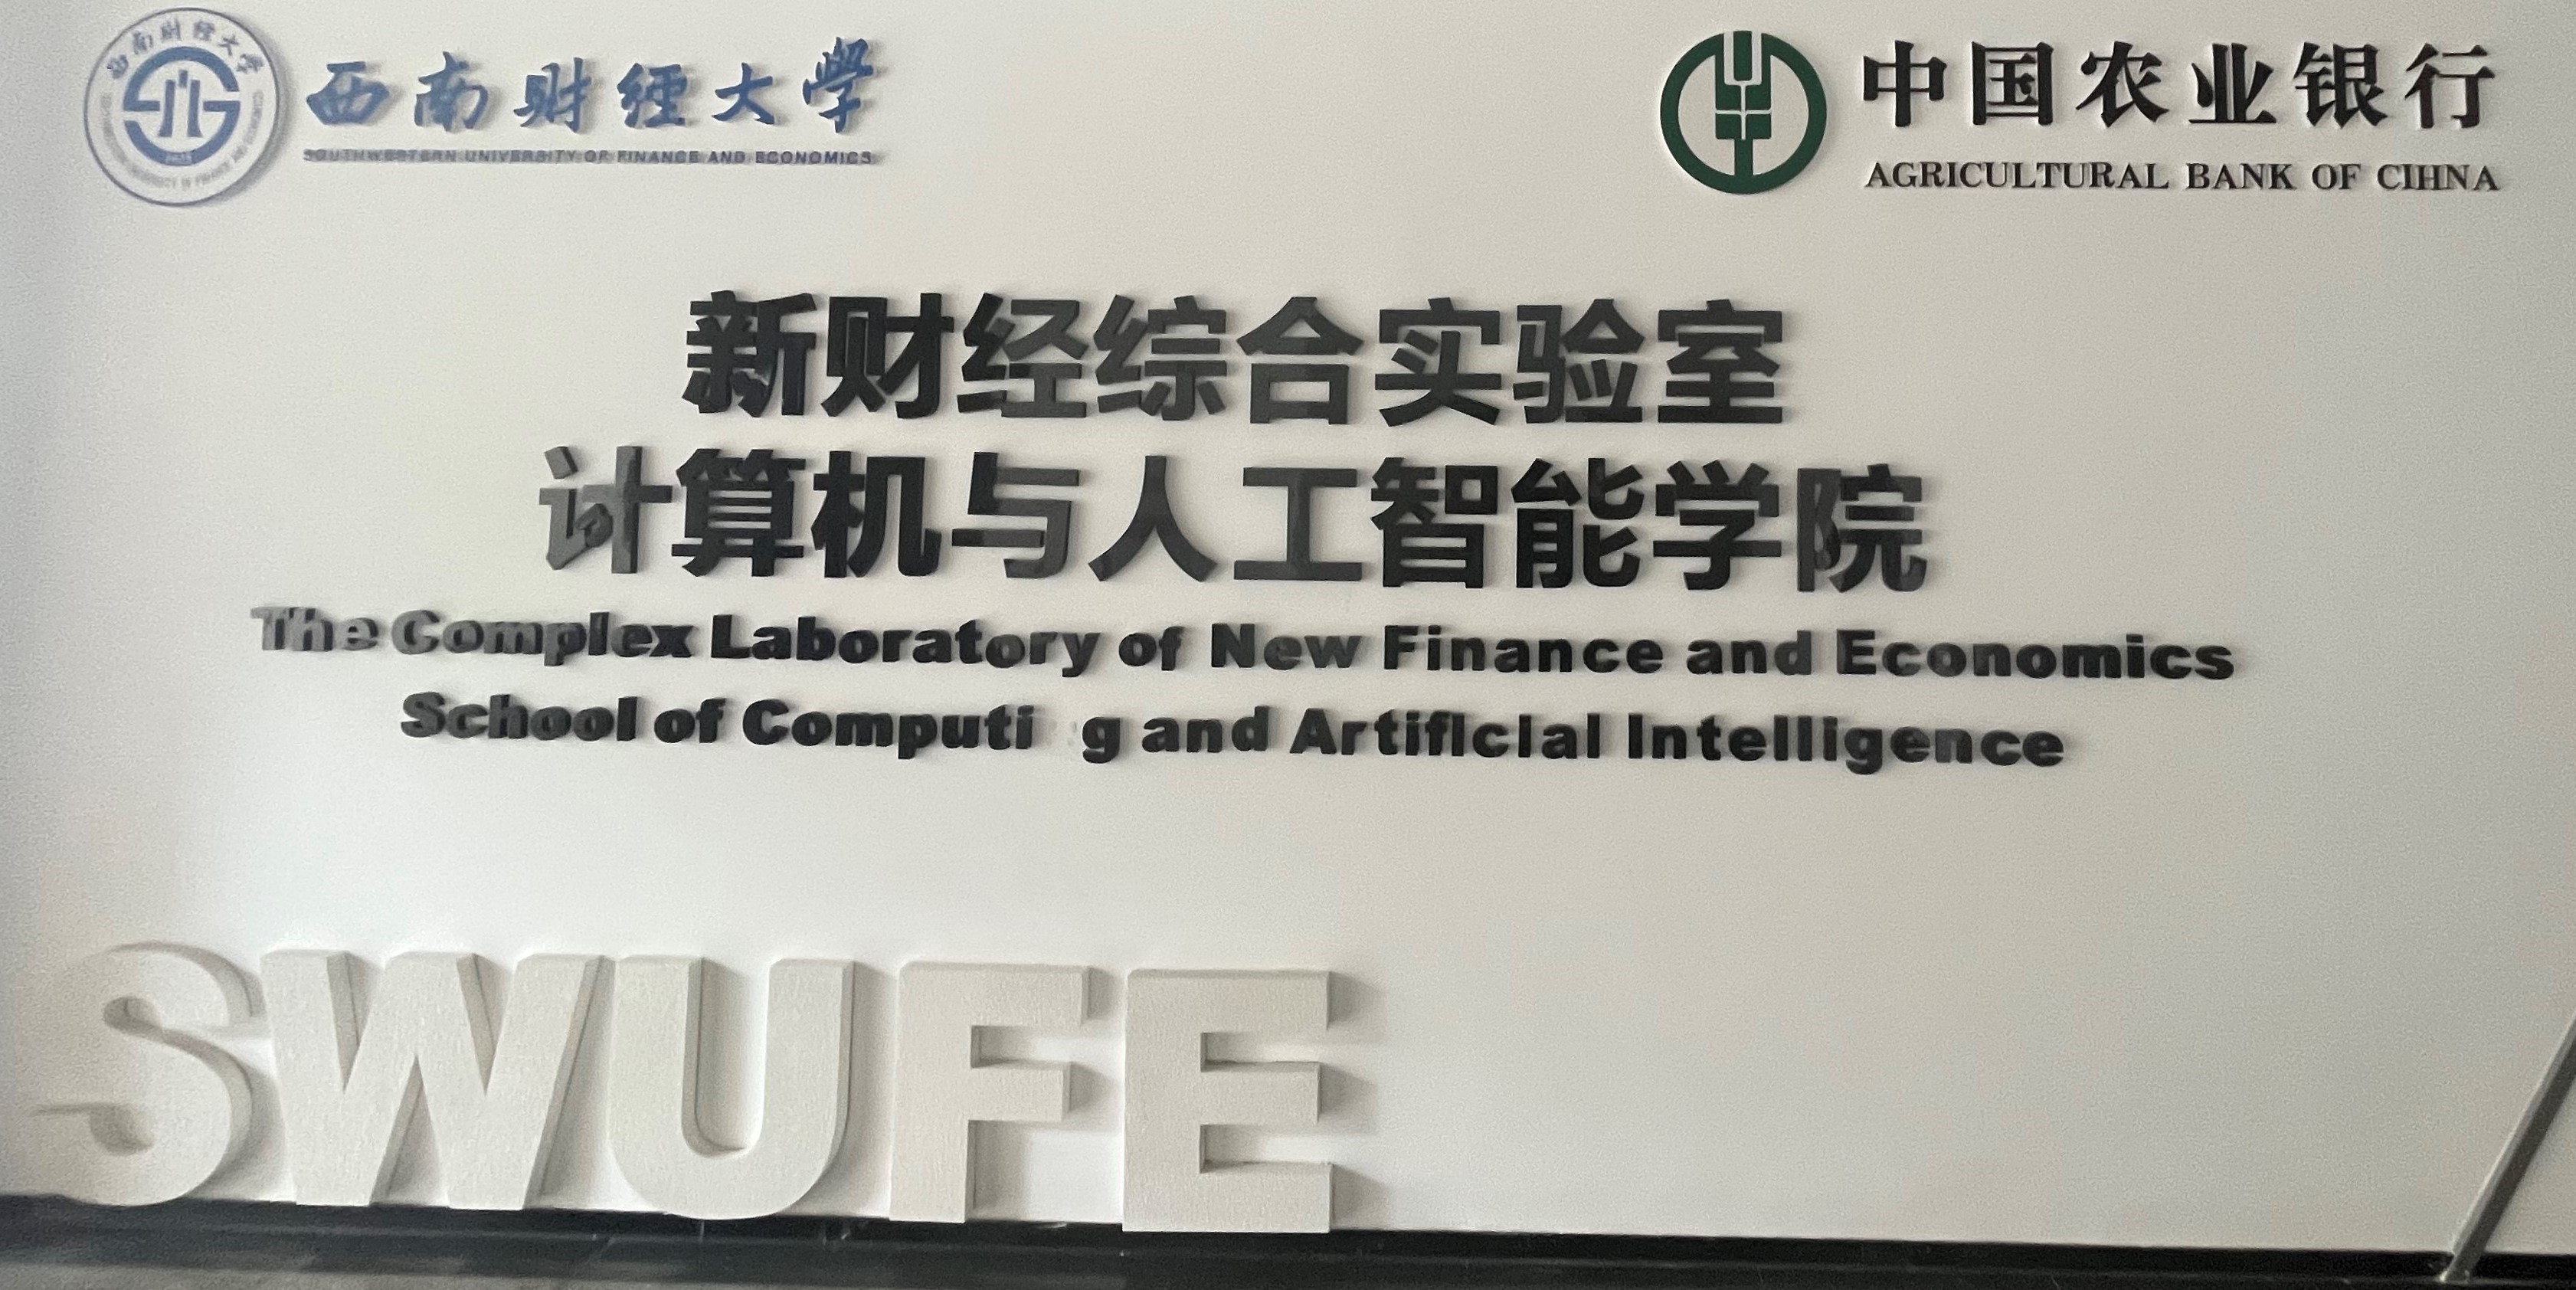 西南财经大学
SOUTHWESTERN UNIVERSITY OF FINANCE AND ECONOMICS
中国农业银行
AGRICULTURAL BANK OF CIHNA
新财经综合实验室
计算机与人工智能学院
The Complex Laboratory of New Finance and Economics
School of Computi g and Artificial Intelligence
SWUFE